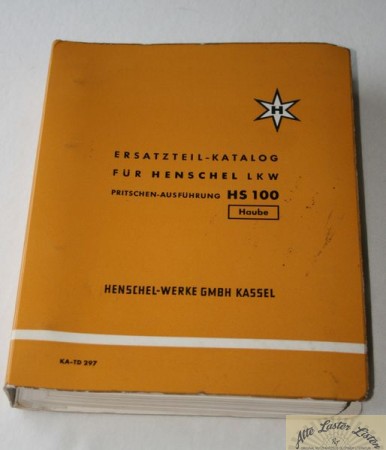 H
ERSATZTEIL-KATALOG
FÜR HENSCHEL LKW
PRITSCHEN-AUSFÜHRUNG HS 100
Haube
HENSCHEL-WERKE GMBH KASSEL
KA-TD 297
Alte Laster Listen